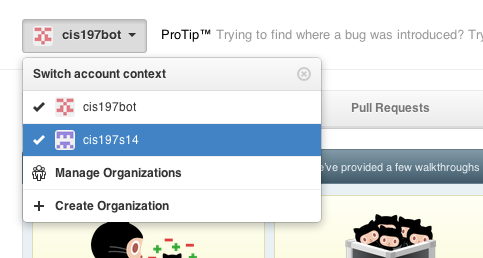 cis197bot
ProTip™ Trying to find where a bug was introduced? Try
Switch account context
cis197bot
Pull Requests
cis197s14
've provided a few walkthroughs
Manage Organizations
Create Organization